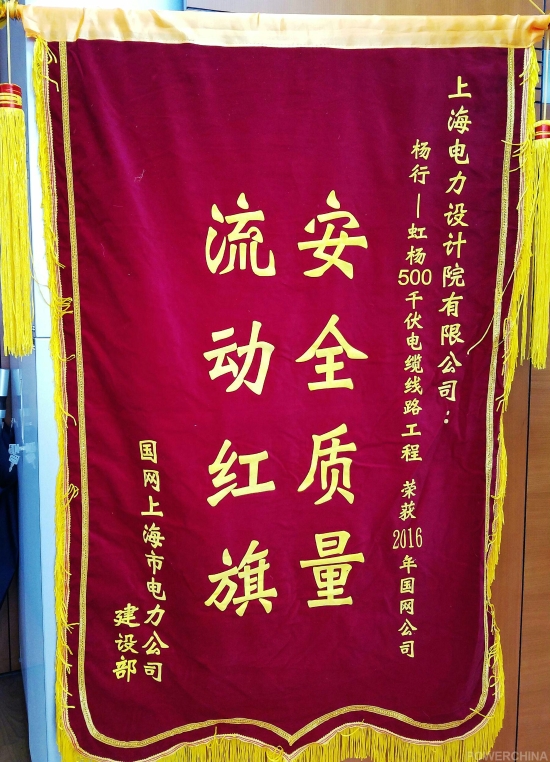 上海电力设计院有限公司：
杨行—虹杨500千伏电缆线路工程 荣获2016年国网公司
安全质量
流动红旗
国网上海市电力公司
建设部
POWERCHINA